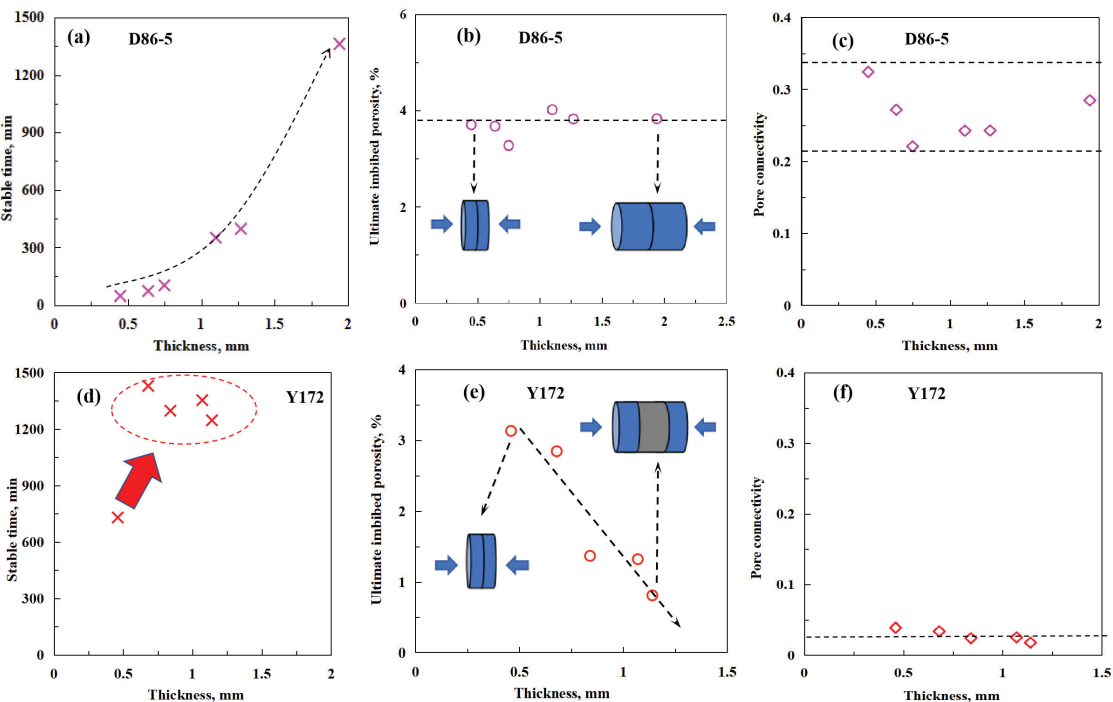 (a)
D86-5
Stable time, min
1500
1200
900
600
300
0
0
0.5
1
1.5
2
Thickness, mm
(b)
D86-5
Ultimate imbibed porosity, %
6
4
2
0
0
0.5
1
1.5
2
2.5
Thickness, mm
(c)
D86-5
Pore connectivity
0.4
0.3
0.2
0.1
0
0
0.5
1
1.5
2
Thickness, mm
(d)
Y172
Stable time, min
1500
1200
900
600
300
0
0
0.5
1
1.5
2
Thickness, mm
(e)
Y172
Ultimate imbibed porosity, %
4
3
2
1
0
0
0.5
1
1.5
Thickness, mm
(f)
Y172
Pore connectivity
0.4
0.3
0.2
0.1
0
0
0.5
1
1.5
Thickness, mm